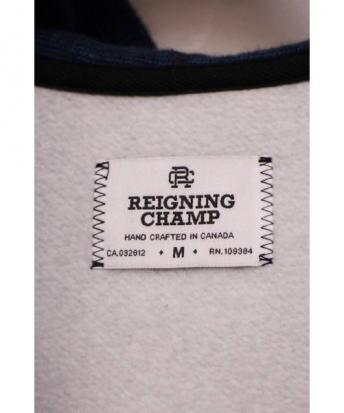 RC
REIGNING
CHAMP
HAND CRAFTED IN CANADA
CA.032612 ♦ M ♦ RN.109384